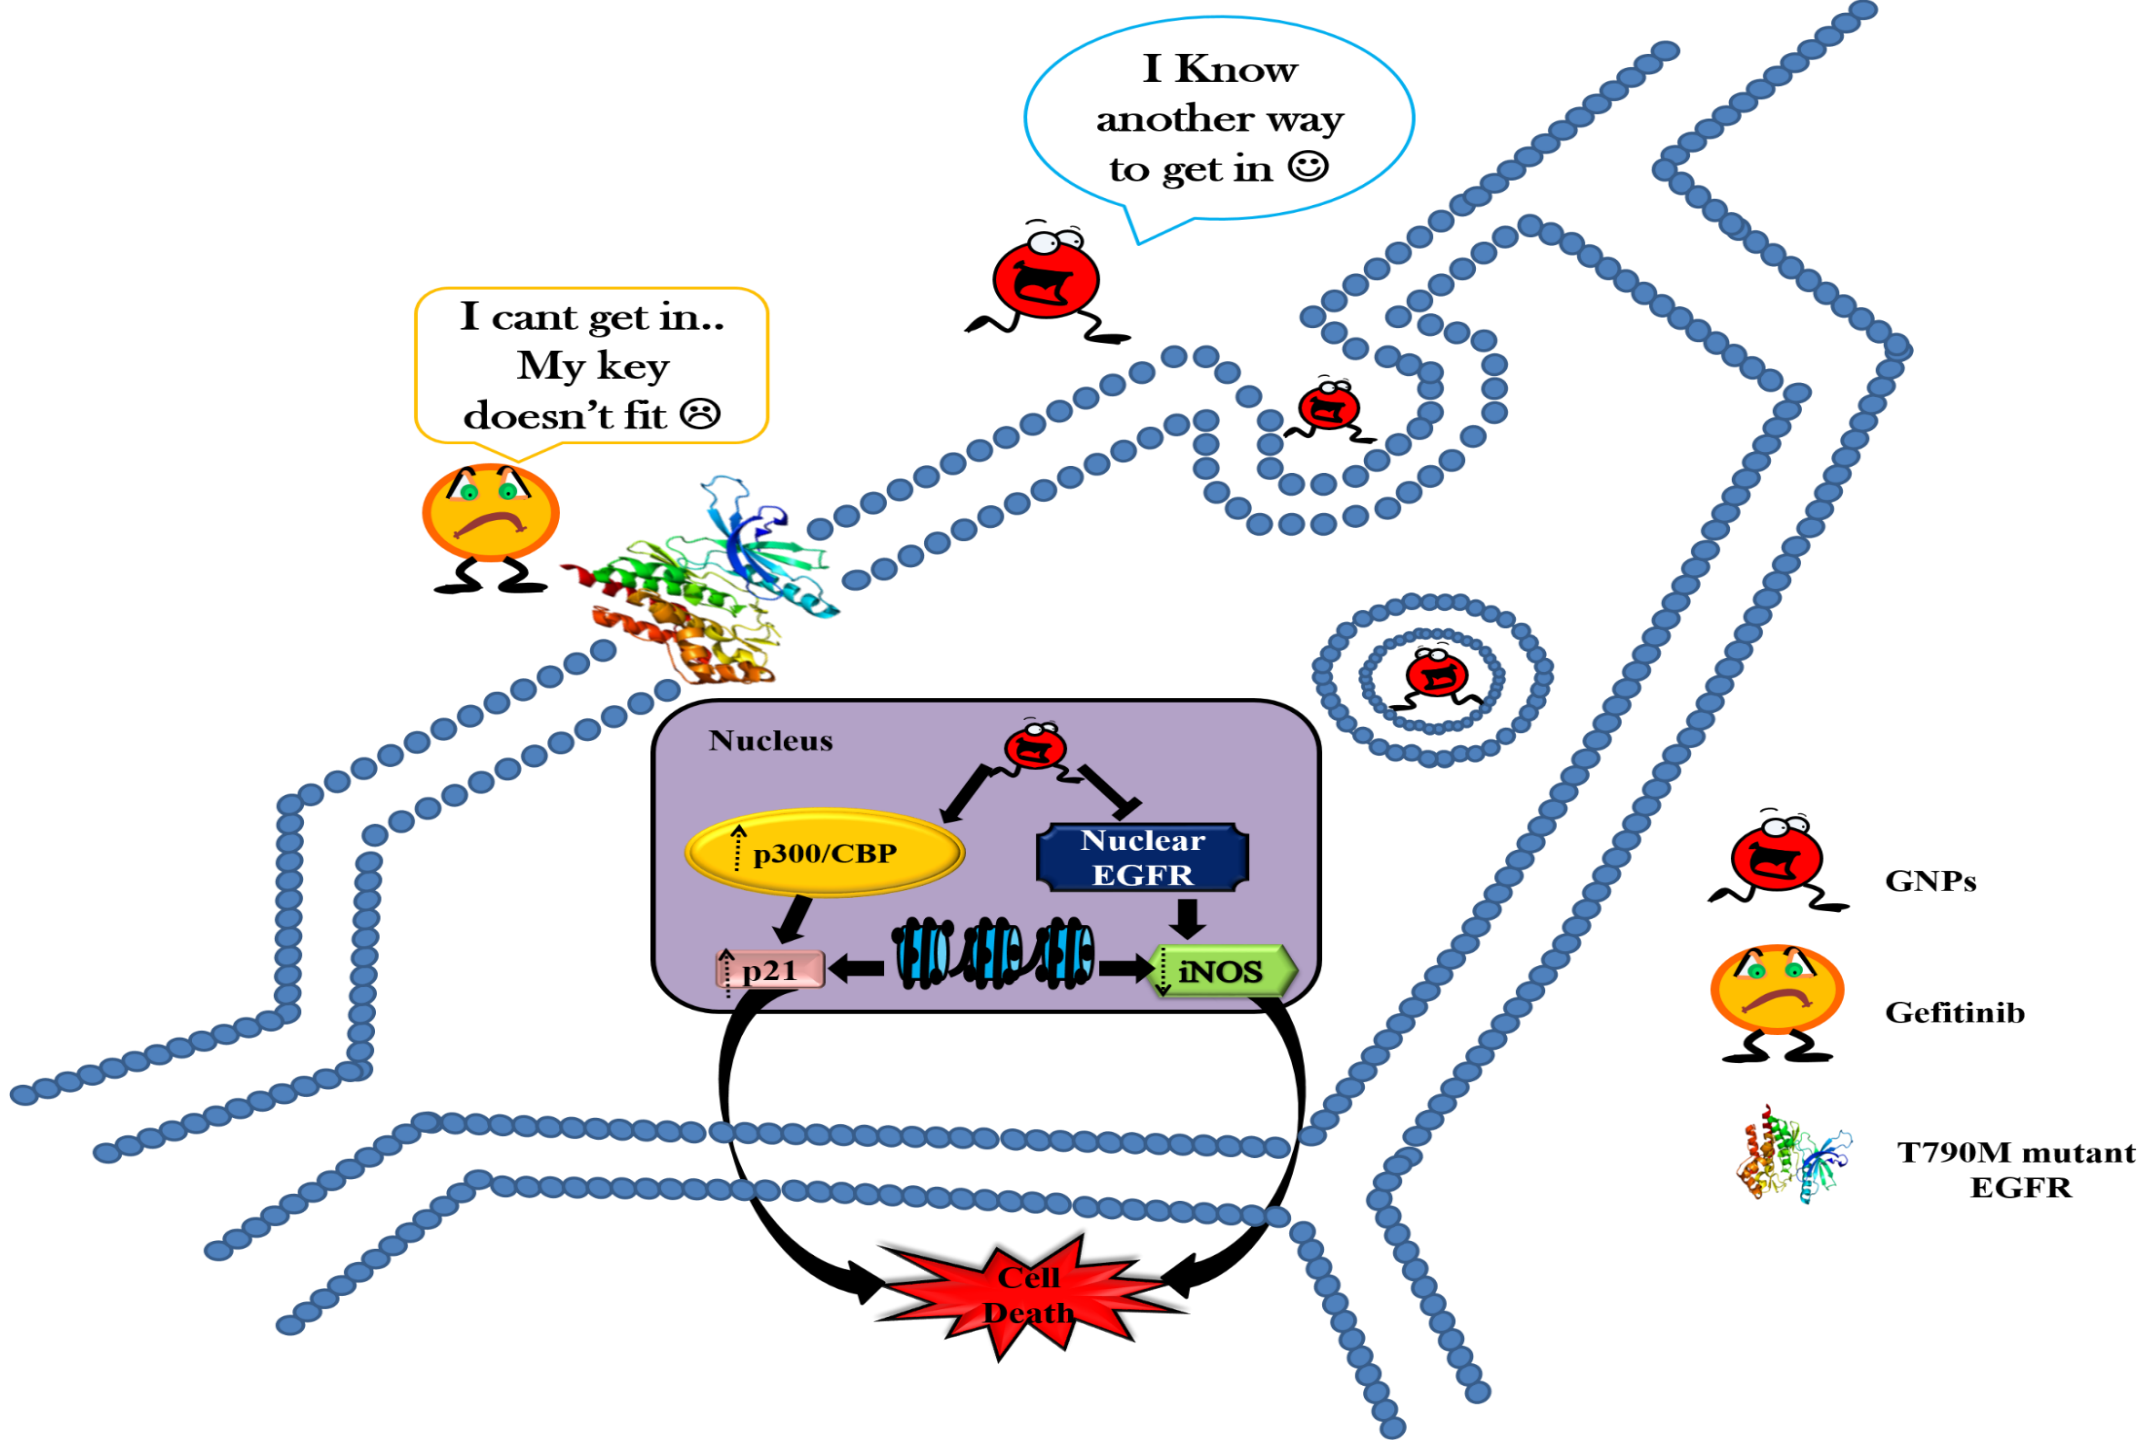 I Know
another way
to get in ☺
I cant get in..
My key
doesn't fit ☹
Nucleus
p300/CBP
Nuclear
EGFR
p21
iNOS
Cell
Death
GNPs
Gefitinib
T790M mutant
EGFR